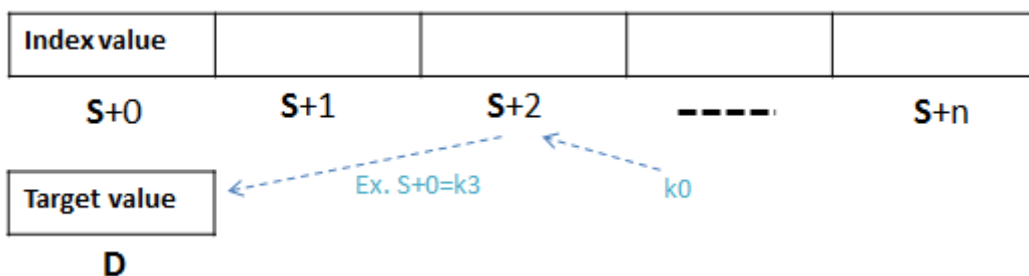 Index value
S+0 S+1 S+2 ----- S+n
Ex. S+0=k3 k0
Target value
D